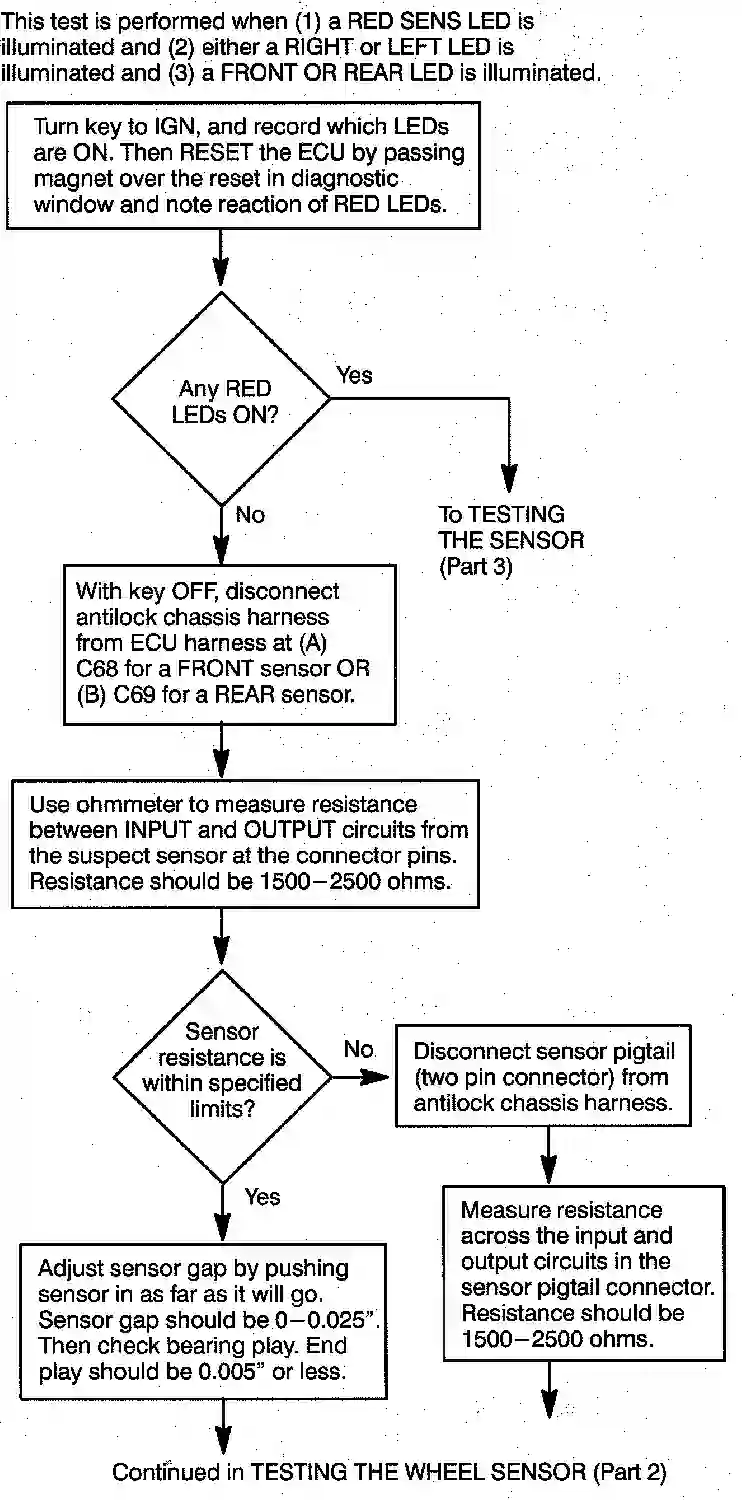 This test is performed when (1) a RED SENS LED is
illuminated and (2) either a RIGHT or LEFT LED is
illuminated and (3) a FRONT OR REAR LED is illuminated.
Turn key to IGN, and record which LEDs
are ON. Then RESET the ECU by passing
magnet over the reset in diagnostic
window and note reaction of RED LEDs.
Any RED
LEDs ON?
Yes
To TESTING
THE SENSOR
(Part 3)
No
With key OFF, disconnect
antilock chassis harness
from ECU harness at (A)
C68 for a FRONT sensor OR
(B) C69 for a REAR sensor.
Use ohmmeter to measure resistance
between INPUT and OUTPUT circuits from
the suspect sensor at the connector pins.
Resistance should be 1500–2500 ohms.
Sensor
resistance is
within specified
limits?
No
Disconnect sensor pigtail
(two pin connector) from
antilock chassis harness.
Yes
Adjust sensor gap by pushing
sensor in as far as it will go.
Sensor gap should be 0–0.025”.
Then check bearing play. End
play should be 0.005” or less.
Measure resistance
across the input and
output circuits in the
sensor pigtail connector.
Resistance should be
1500–2500 ohms.
Continued in TESTING THE WHEEL SENSOR (Part 2)